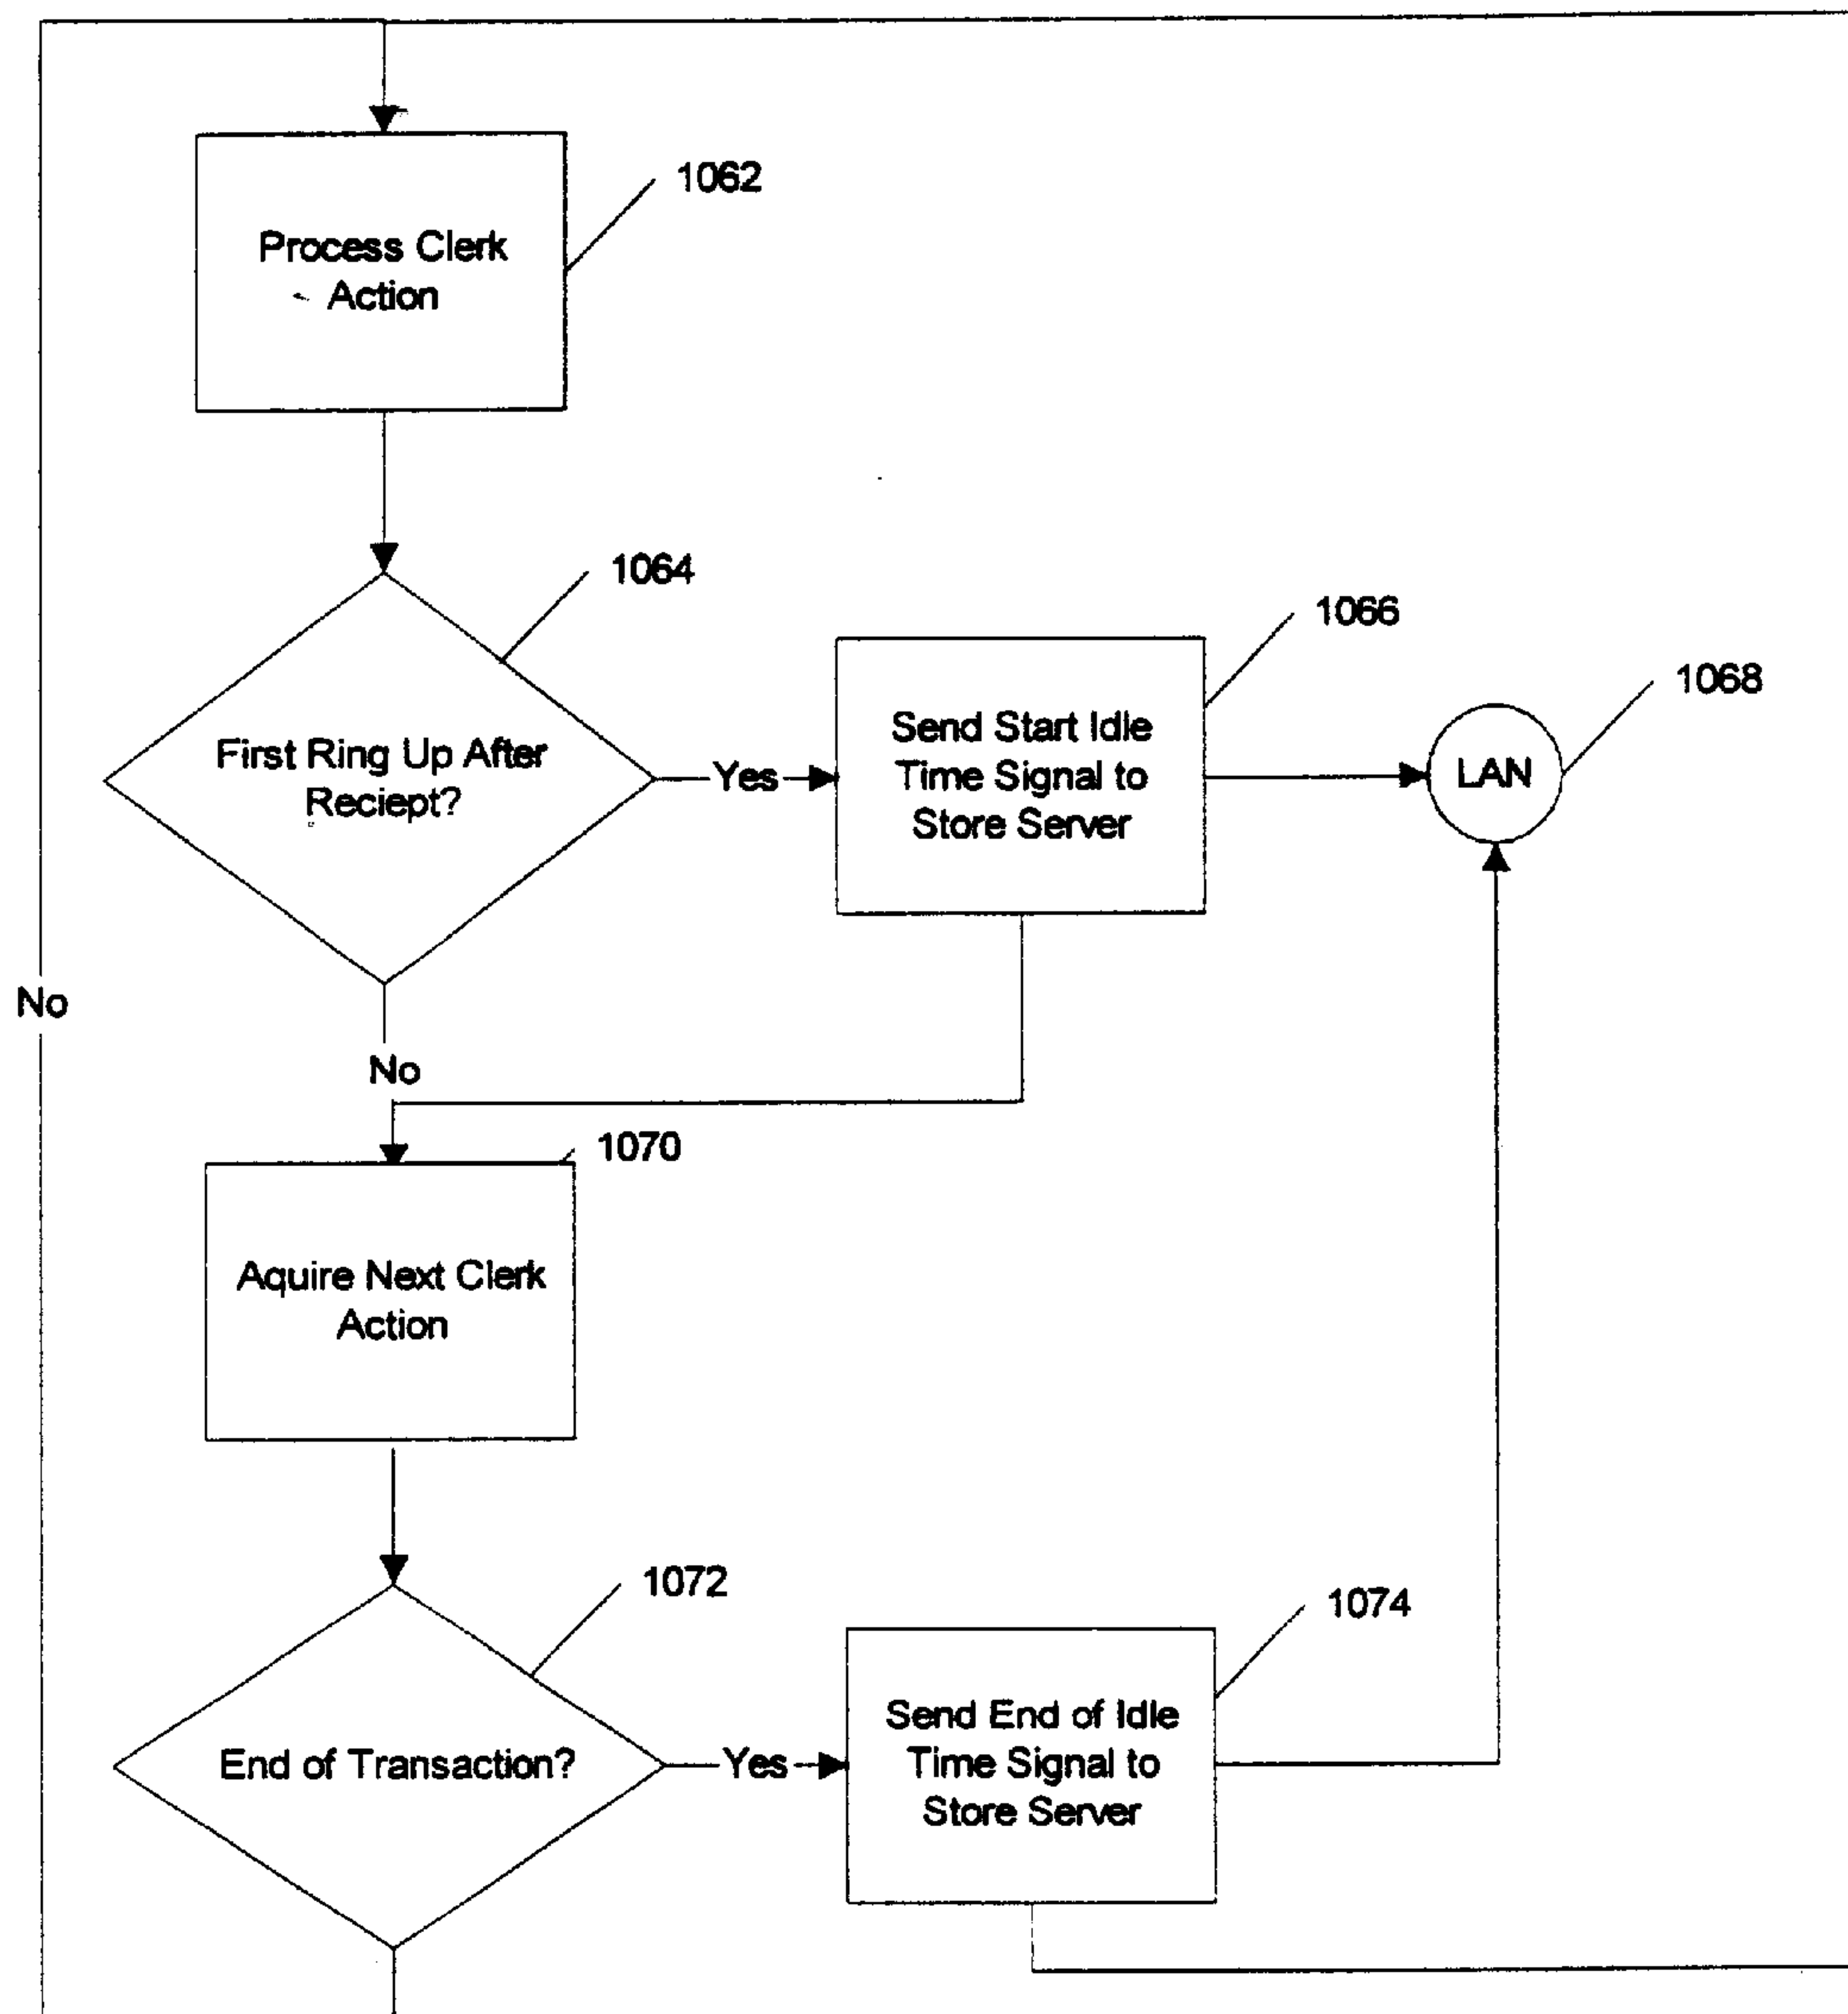 1062
Process Clerk
Action
1064
First Ring Up After
Reciept?
Yes
1066
Send Start Idle
Time Signal to
Store Server
1068
LAN
No
No
1070
Aquire Next Clerk
Action
1072
End of Transaction?
Yes
1074
Send End of Idle
Time Signal to
Store Server